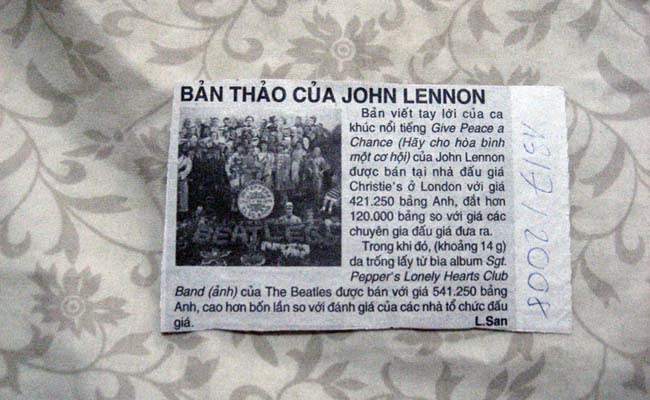 BẢN THẢO CỦA JOHN LENNON
Bản viết tay lời của ca
khúc nổi tiếng Give Peace a
Chance (Hãy cho hòa bình
một cơ hội) của John Lennon
được bán tại nhà đấu giá
Christie's ở London với giá
421.250 bảng Anh, đắt hơn
120.000 bảng so với giá các
chuyên gia đấu giá đưa ra.
Trong khi đó, (khoảng 14 g)
da trống lấy từ bìa album Sgt.
Pepper's Lonely Hearts Club
Band (ảnh) của The Beatles được bán với giá 541.250 bảng
Anh, cao hơn bốn lần so với đánh giá của các nhà tổ chức đấu
giá.
L.San
BEATLES
2008